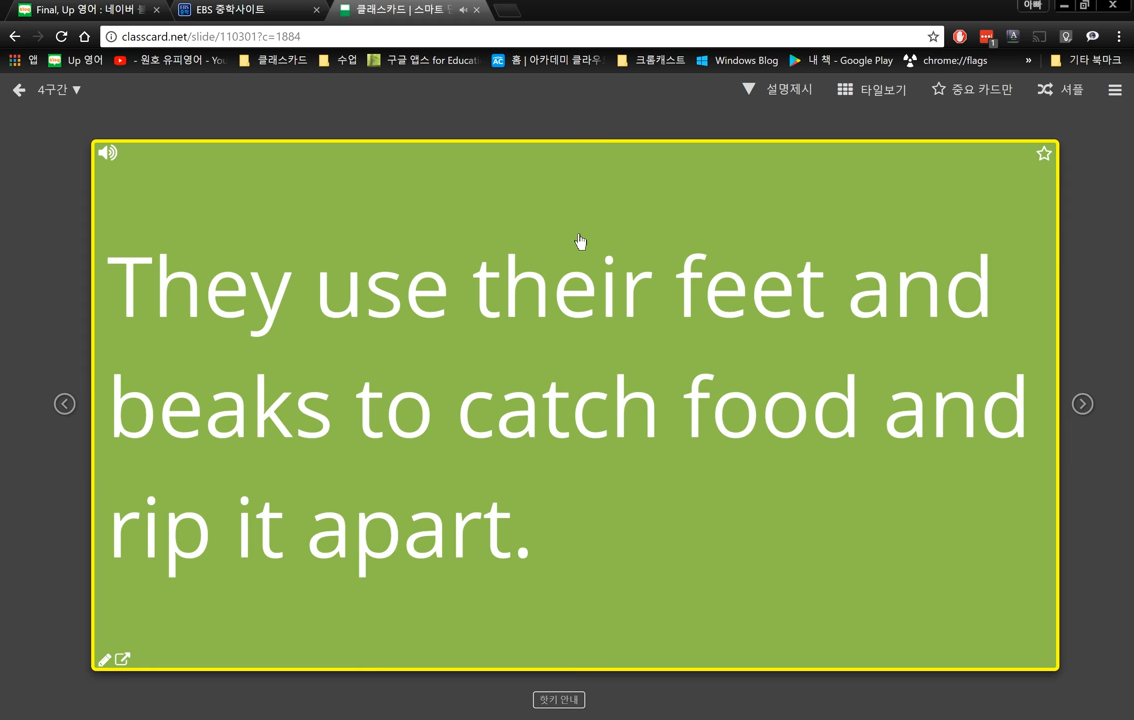 Final, Up 영어 : 네이버
EBS 중학사이트
클래스카드 | 스마트
아빠
classcard.net/slide/110301?c=1884
앱
Up 영어
- 원호 유피영어 - You
클래스카드
수업
구글 앱스 for Educati
홈 | 아카데미 클라우
크롬캐스트
Windows Blog
내 책 - Google Play
chrome://flags
»
기타 북마크
4구간 ▼
▼ 설명제시
타일보기
중요 카드만
셔플
They use their feet and
beaks to catch food and
rip it apart.
핫키 안내